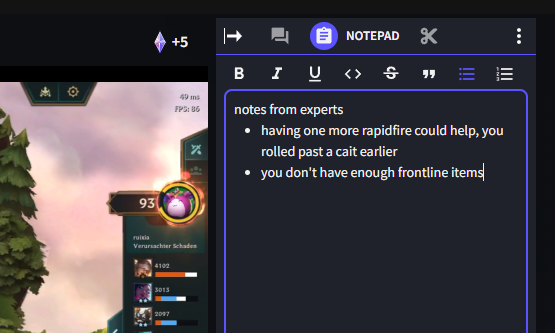 +5
NOTEPAD
B I U <> S
49 ms
FPS: 86
notes from experts
having one more rapidfire could help, you
rolled past a cait earlier
you don't have enough frontline items
93
ruixio
Verursachter Schaden
4102
3013
2097